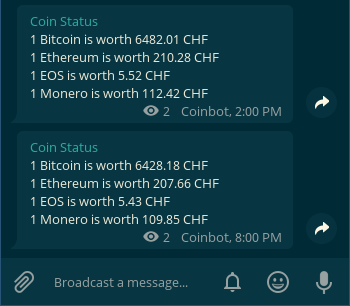 Coin Status
1 Bitcoin is worth 6482.01 CHF
1 Ethereum is worth 210.28 CHF
1 EOS is worth 5.52 CHF
1 Monero is worth 112.42 CHF
2 Coinbot, 2:00 PM
Coin Status
1 Bitcoin is worth 6428.18 CHF
1 Ethereum is worth 207.66 CHF
1 EOS is worth 5.43 CHF
1 Monero is worth 109.85 CHF
2 Coinbot, 8:00 PM
Broadcast a message...